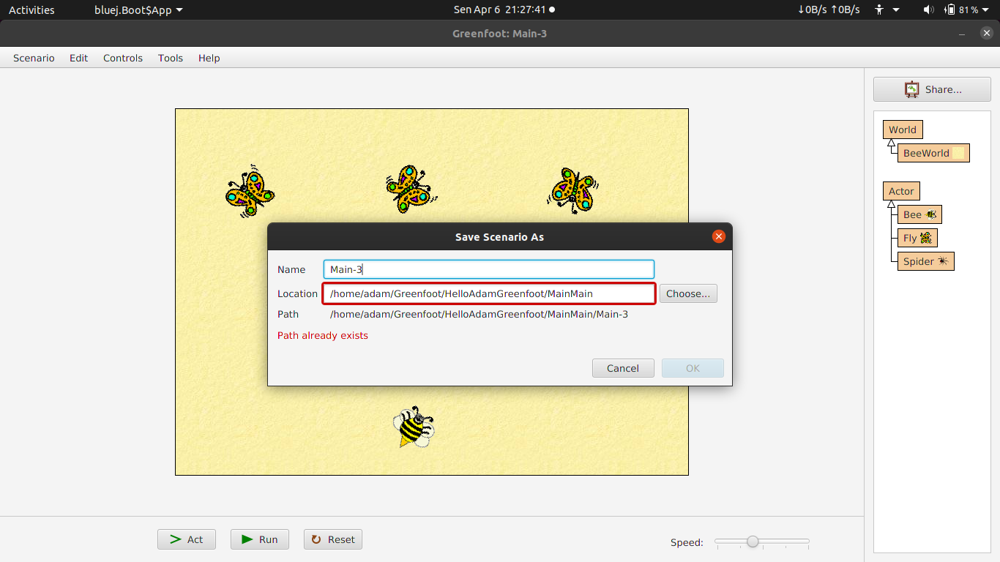 Activities bluej.Boot$App Sen Apr 6 21:27:41 ↓0B/s ↑0B/s 81%
Greenfoot: Main-3
Scenario Edit Controls Tools Help
Share...
World
BeeWorld
Actor
Bee
Fly
Spider
Save Scenario As
Name Main-3
Location /home/adam/Greenfoot/HelloAdamGreenfoot/MainMain Choose...
Path /home/adam/Greenfoot/HelloAdamGreenfoot/MainMain/Main-3
Path already exists
Cancel OK
Act Run Reset Speed: